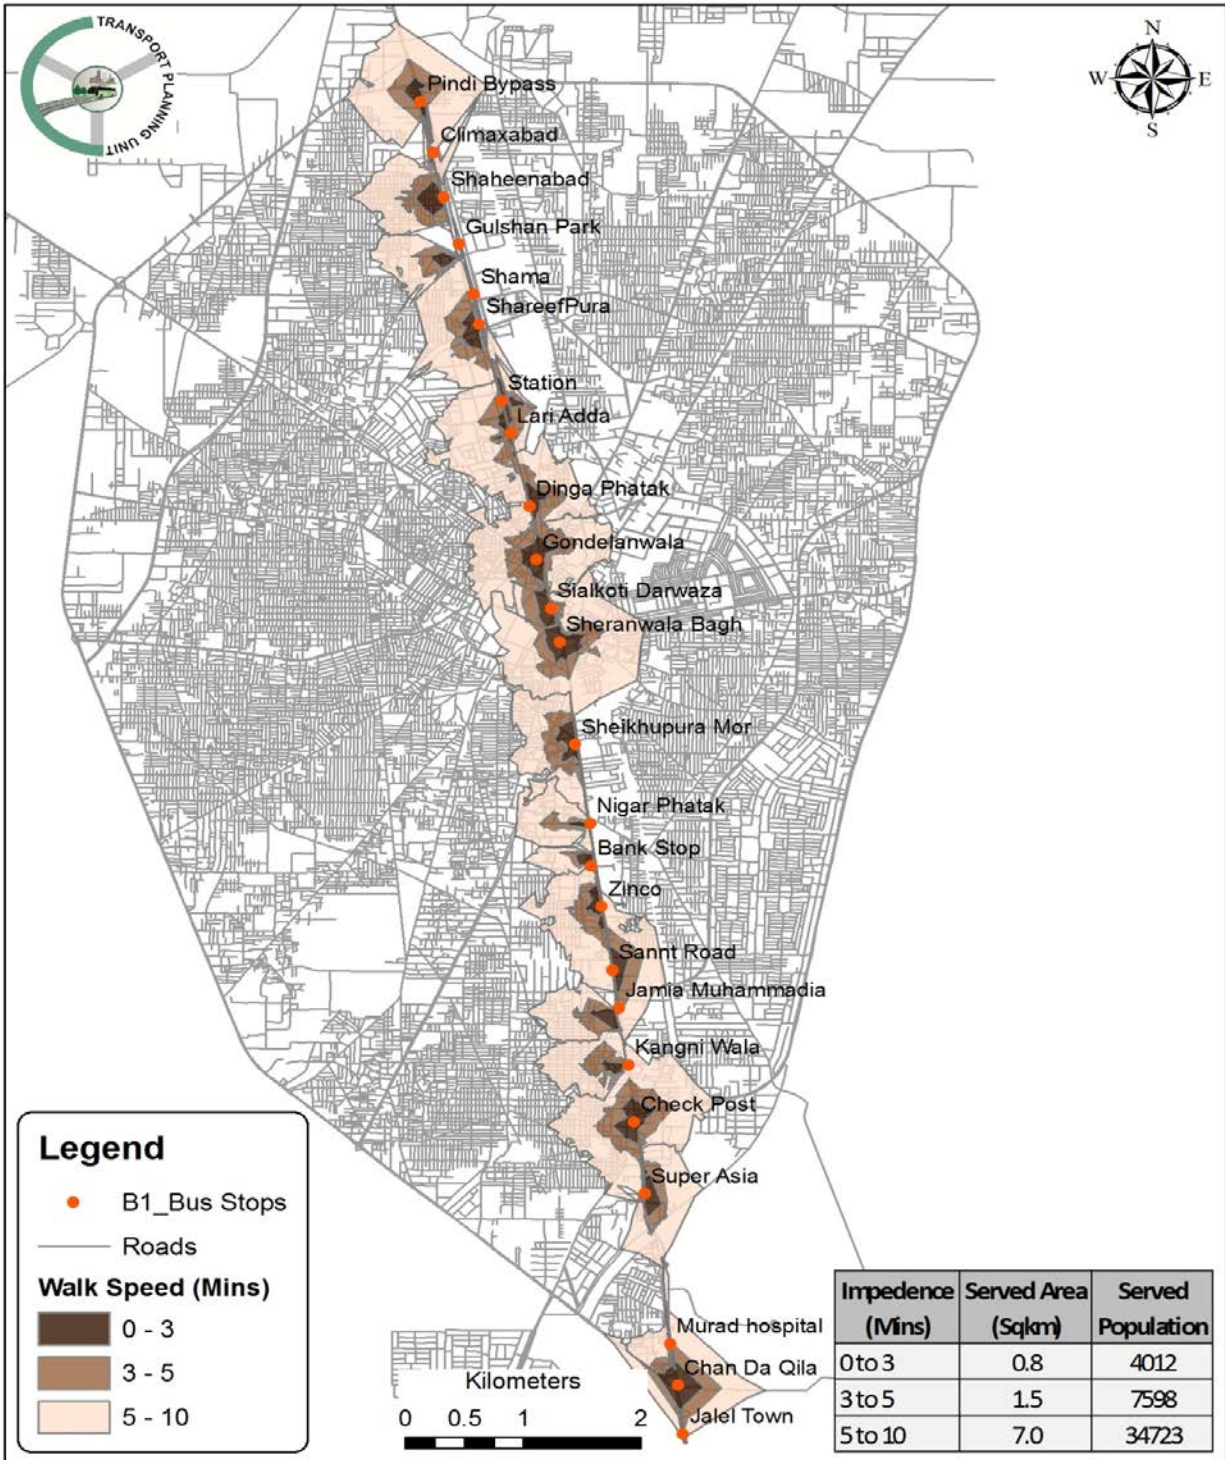 TRANSPORT PLANNING UNIT
N
W
E
S
Pindi Bypass
Climaxabad
Shaheenabad
Gulshan Park
Shama
ShareefPura
Station
Lari Adda
Dinga Phatak
Gondelanwala
Sialkoti Darwaza
Sheranwala Bagh
Sheikhupura Mor
Nigar Phatak
Bank Stop
Zinco
Sannt Road
Jamia Muhammadia
Kangni Wala
Check Post
Super Asia
Murad hospital
Chan Da Qila
Jalel Town
Legend
B1_Bus Stops
Roads
Walk Speed (Mins)
0 - 3
3 - 5
5 - 10
Kilometers
0 0.5 1 2
Impedence Served Area Served
(Mins) (Sqkm) Population
0 to 3 0.8 4012
3 to 5 1.5 7598
5 to 10 7.0 34723